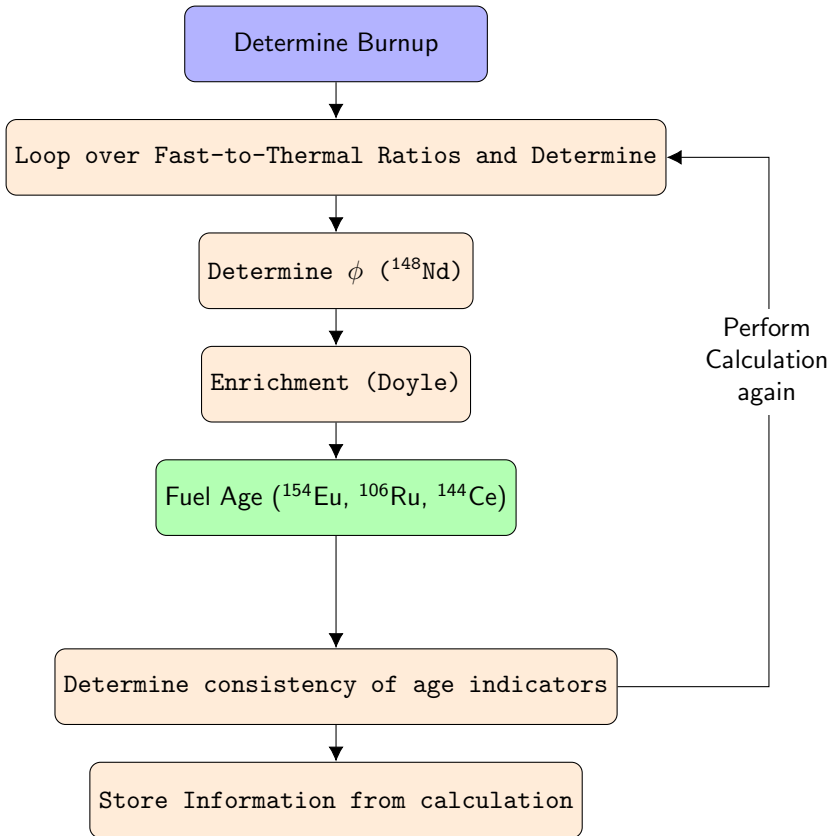 Determine Burnup
Loop over Fast-to-Thermal Ratios and Determine
Determine ϕ (¹⁴⁸Nd)
Enrichment (Doyle)
Perform
Calculation
again
Fuel Age (¹⁵⁴Eu, ¹⁰⁶Ru, ¹⁴⁴Ce)
Determine consistency of age indicators
Store Information from calculation